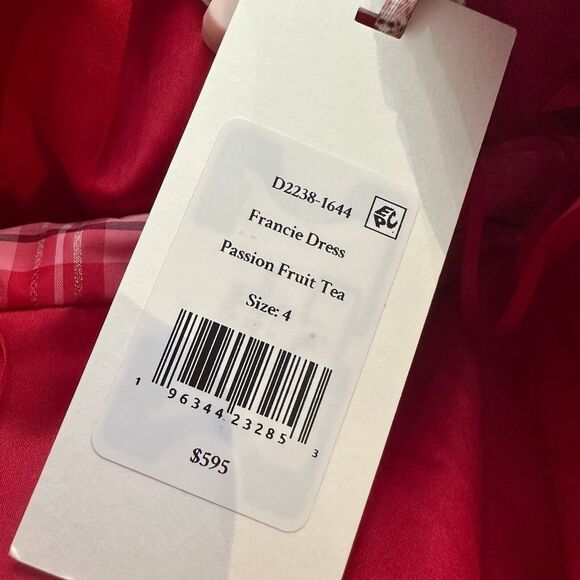 D2238-1644
Francie Dress
Passion Fruit Tea
Size: 4
1 96344 23285 3
$595